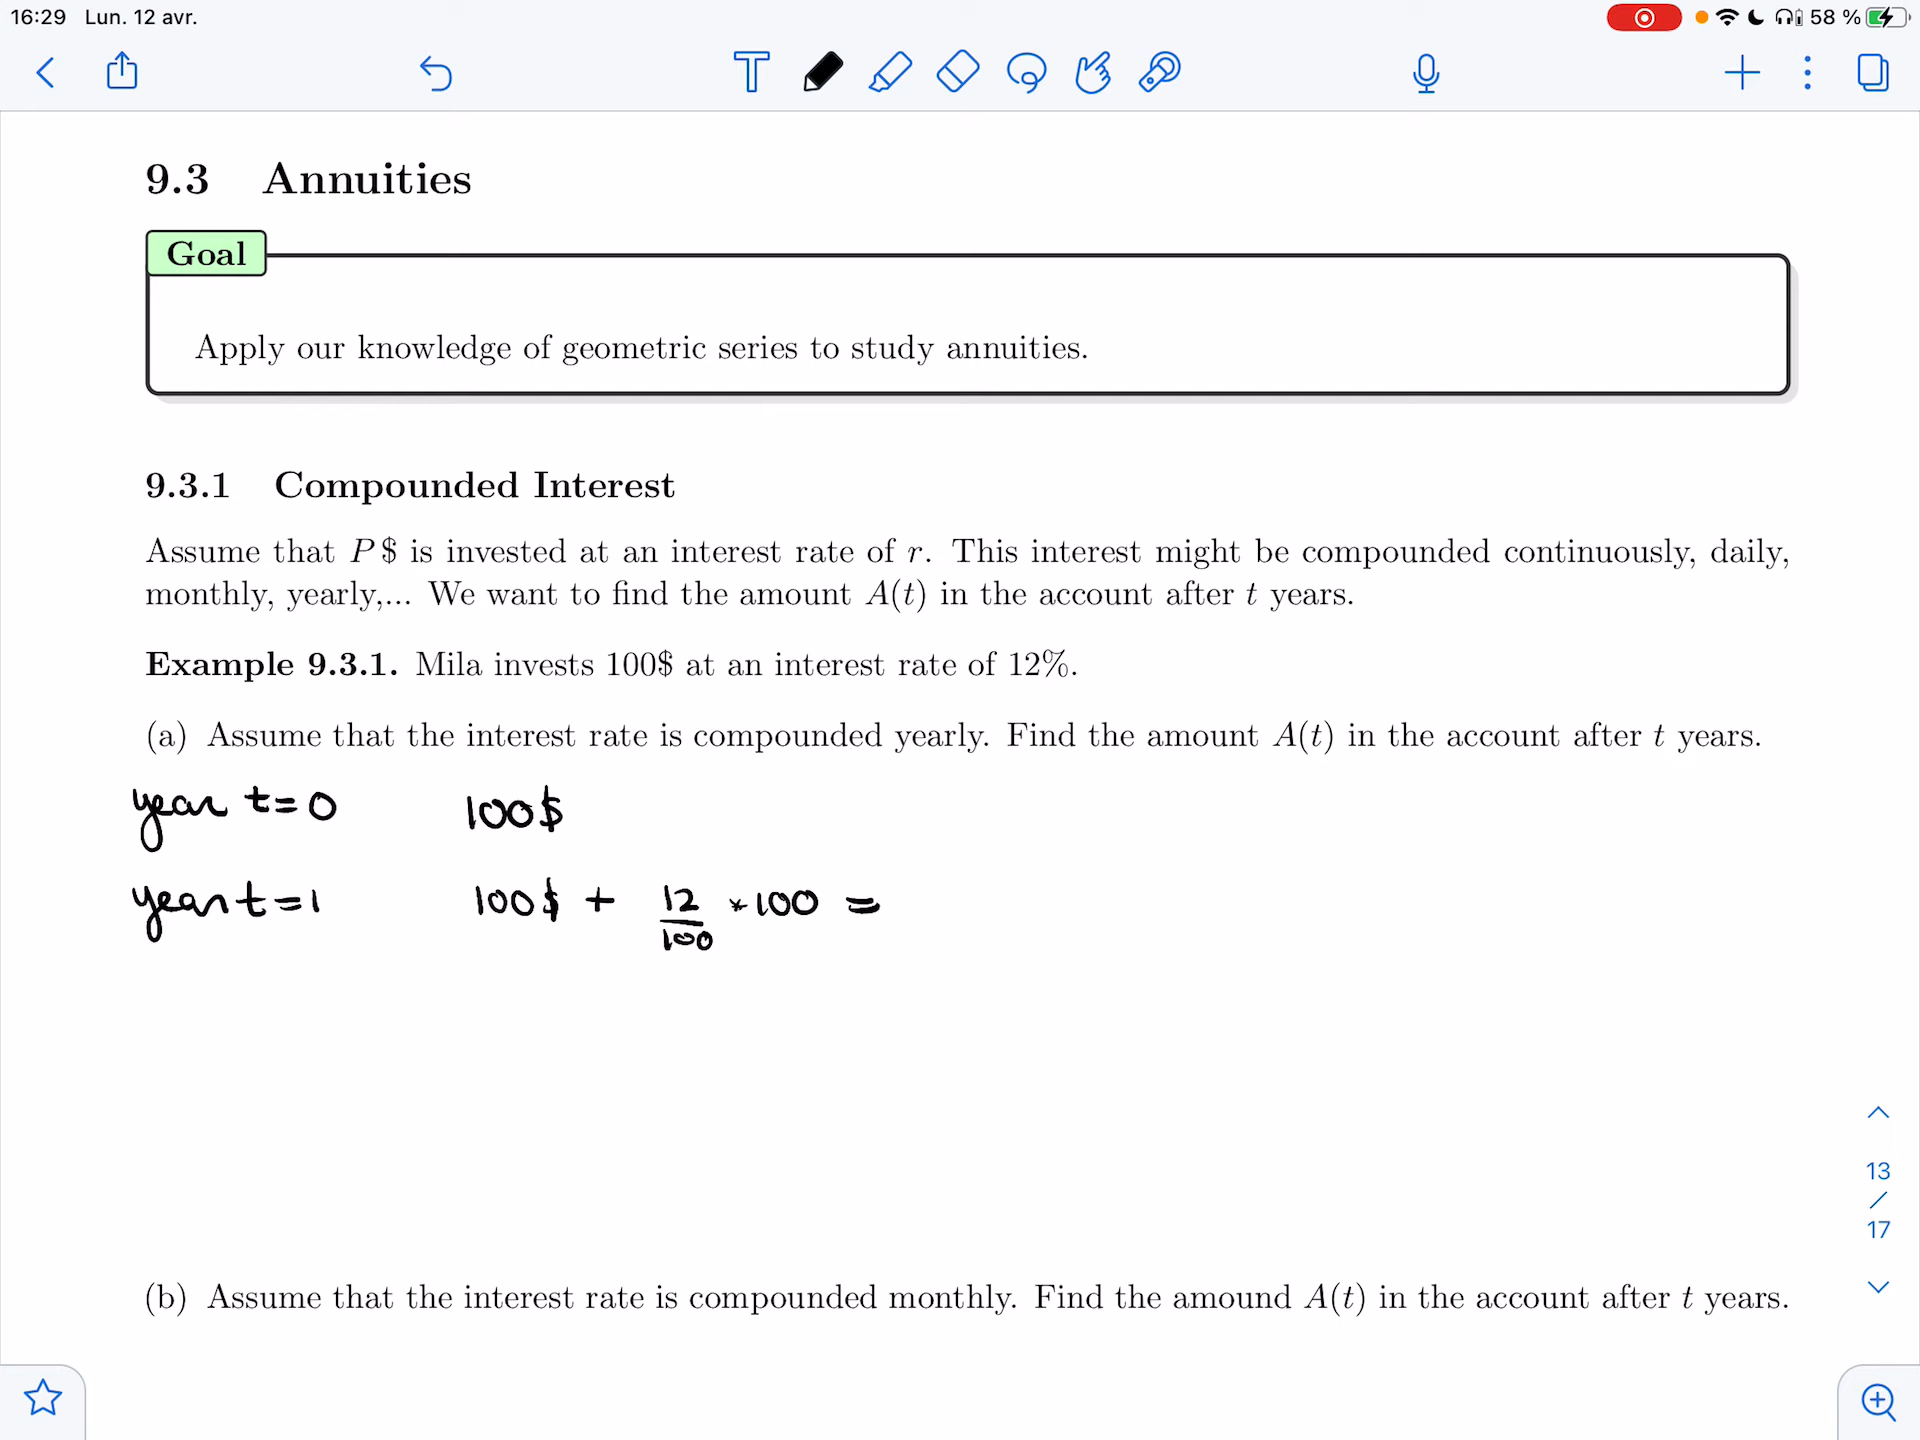 16:29 Lun. 12 avr. 58 %
T
9.3 Annuities
Goal
Apply our knowledge of geometric series to study annuities.
9.3.1 Compounded Interest
Assume that P$ is invested at an interest rate of r. This interest might be compounded continuously, daily,
monthly, yearly,... We want to find the amount A(t) in the account after t years.
Example 9.3.1. Mila invests 100$ at an interest rate of 12%.
(a) Assume that the interest rate is compounded yearly. Find the amount A(t) in the account after t years.
year t=0 100$
year t=1 100$ + 12/100 * 100 =
13
/
17
(b) Assume that the interest rate is compounded monthly. Find the amound A(t) in the account after t years.